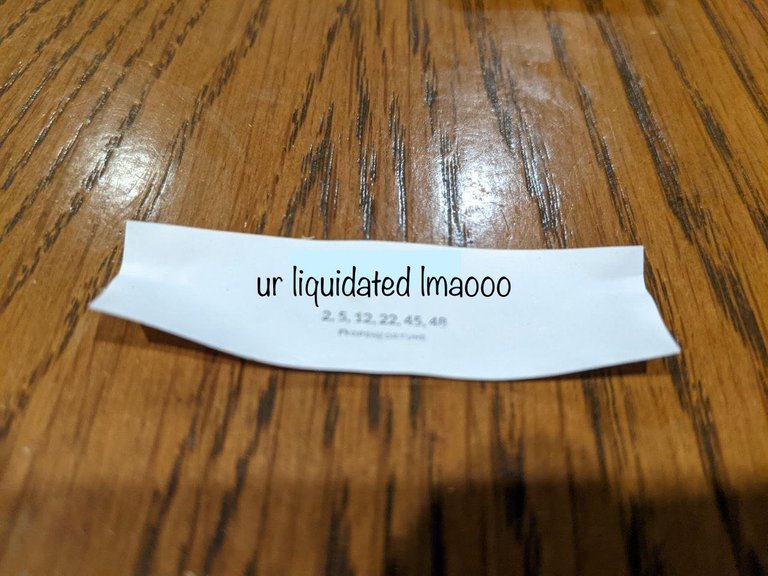 ur liquidated lmaooo
2, 5, 12, 22, 45, 48